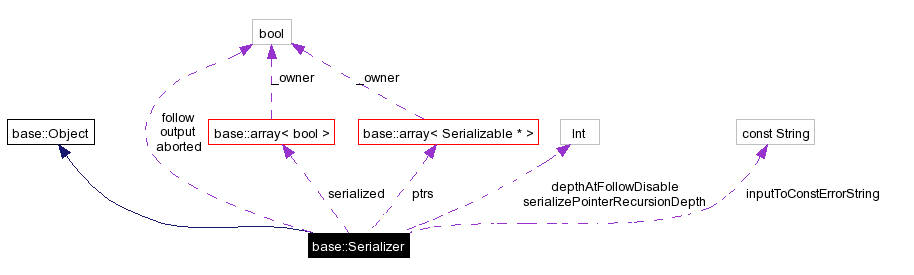 bool
_owner
_owner
follow
output
aborted
base::Object
base::array< bool >
base::array< Serializable * >
Int
const String
serialized
ptrs
depthAtFollowDisable
serializePointerRecursionDepth
inputToConstErrorString
base::Serializer